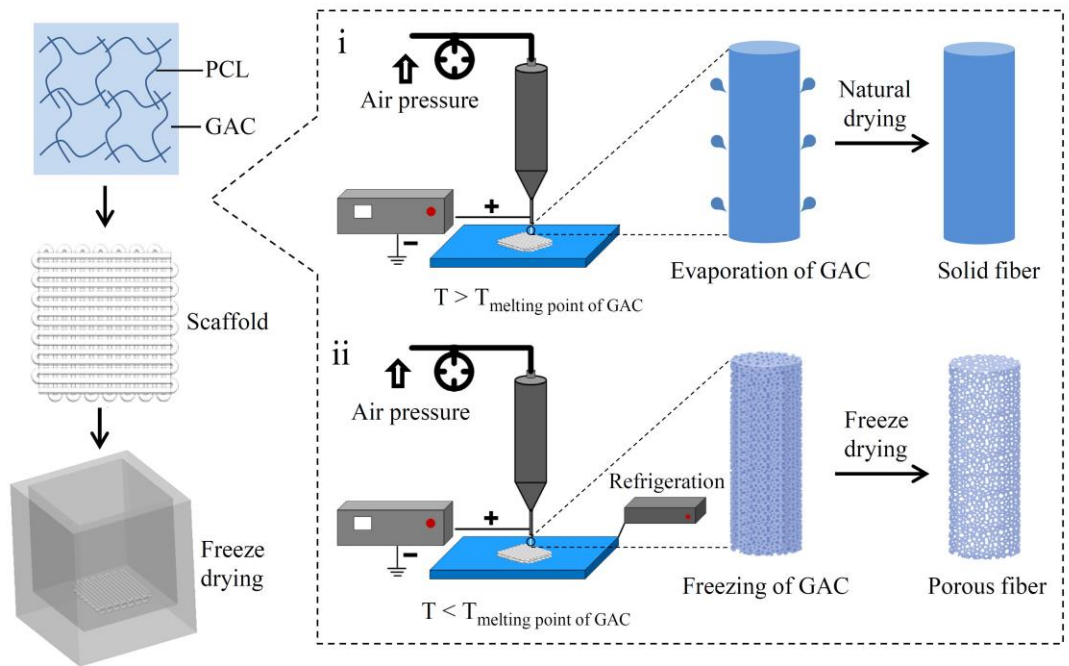 PCL
GAC
Scaffold
Freeze
drying
i
Air pressure
+
−
T > Tmelting point of GAC
Evaporation of GAC
Natural
drying
Solid fiber
ii
Air pressure
+
−
Refrigeration
T < Tmelting point of GAC
Freezing of GAC
Freeze
drying
Porous fiber